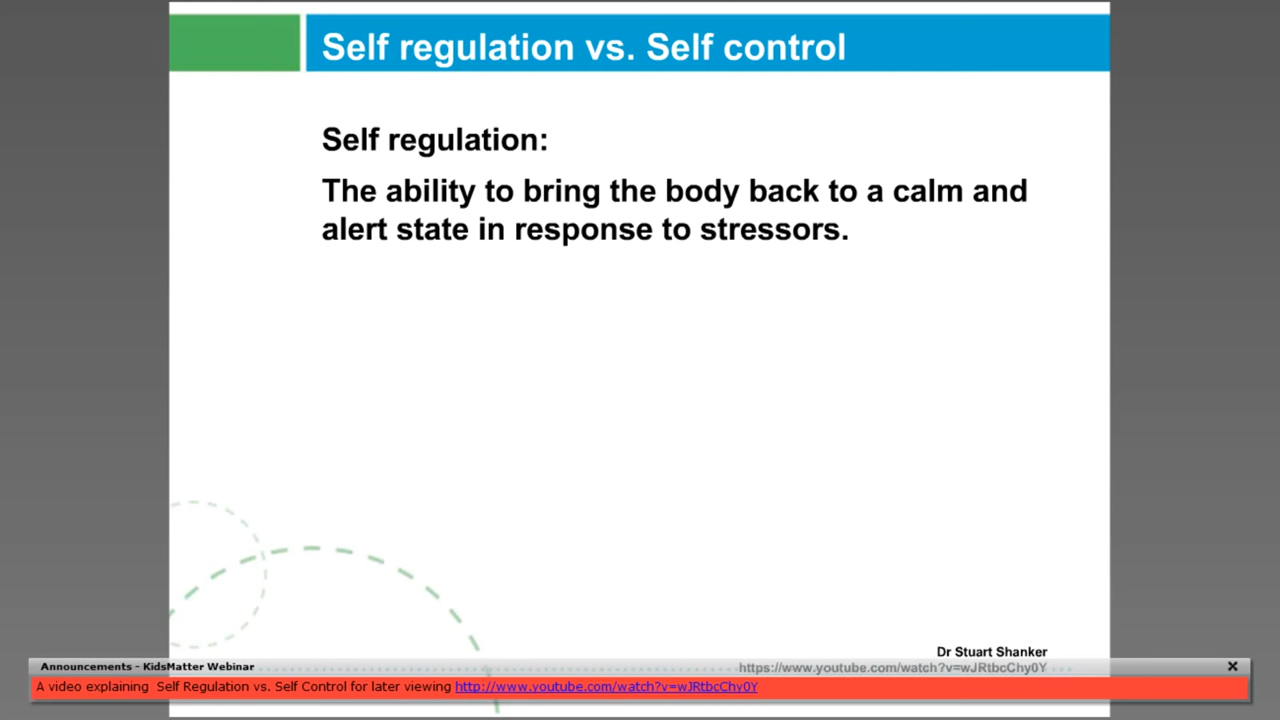 Self regulation vs. Self control
Self regulation:
The ability to bring the body back to a calm and
alert state in response to stressors.
Dr Stuart Shanker
https://www.youtube.com/watch?v=wJRtbcChy0Y
Announcements - KidsMatter Webinar
A video explaining  Self Regulation vs. Self Control for later viewing http://www.youtube.com/watch?v=wJRtbcChy0Y